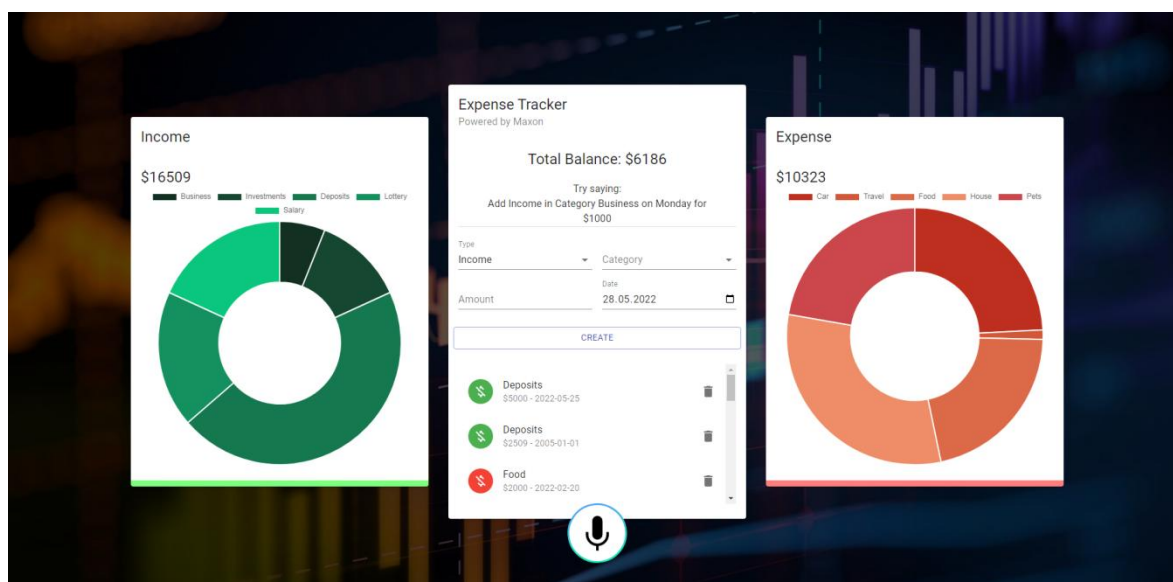 Income
$16509
Business Investments Deposits Lottery
Salary
Expense Tracker
Powered by Maxon
Total Balance: $6186
Try saying:
Add Income in Category Business on Monday for
$1000
Type
Income
Category
Amount
Date
28.05.2022
CREATE
Deposits
$5000 - 2022-05-25
Deposits
$2509 - 2005-01-01
Food
$2000 - 2022-02-20
Expense
$10323
Car Travel Food House Pets